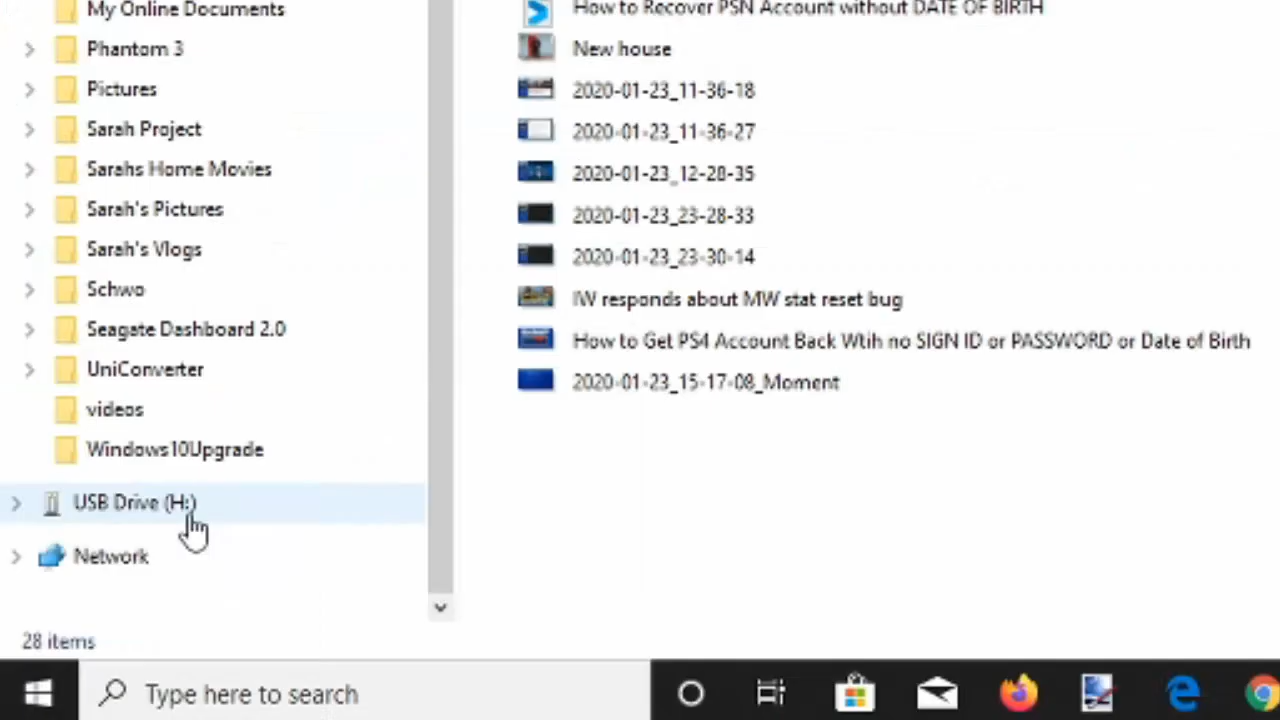 My Online Documents
Phantom 3
Pictures
Sarah Project
Sarahs Home Movies
Sarah's Pictures
Sarah's Vlogs
Schwo
Seagate Dashboard 2.0
UniConverter
videos
Windows10Upgrade
USB Drive (H:)
Network
28 items
How to Recover PSN Account without DATE OF BIRTH
New house
2020-01-23_11-36-18
2020-01-23_11-36-27
2020-01-23_12-28-35
2020-01-23_23-28-33
2020-01-23_23-30-14
IW responds about MW stat reset bug
How to Get PS4 Account Back Wtih no SIGN ID or PASSWORD or Date of Birth
2020-01-23_15-17-08_Moment
Type here to search